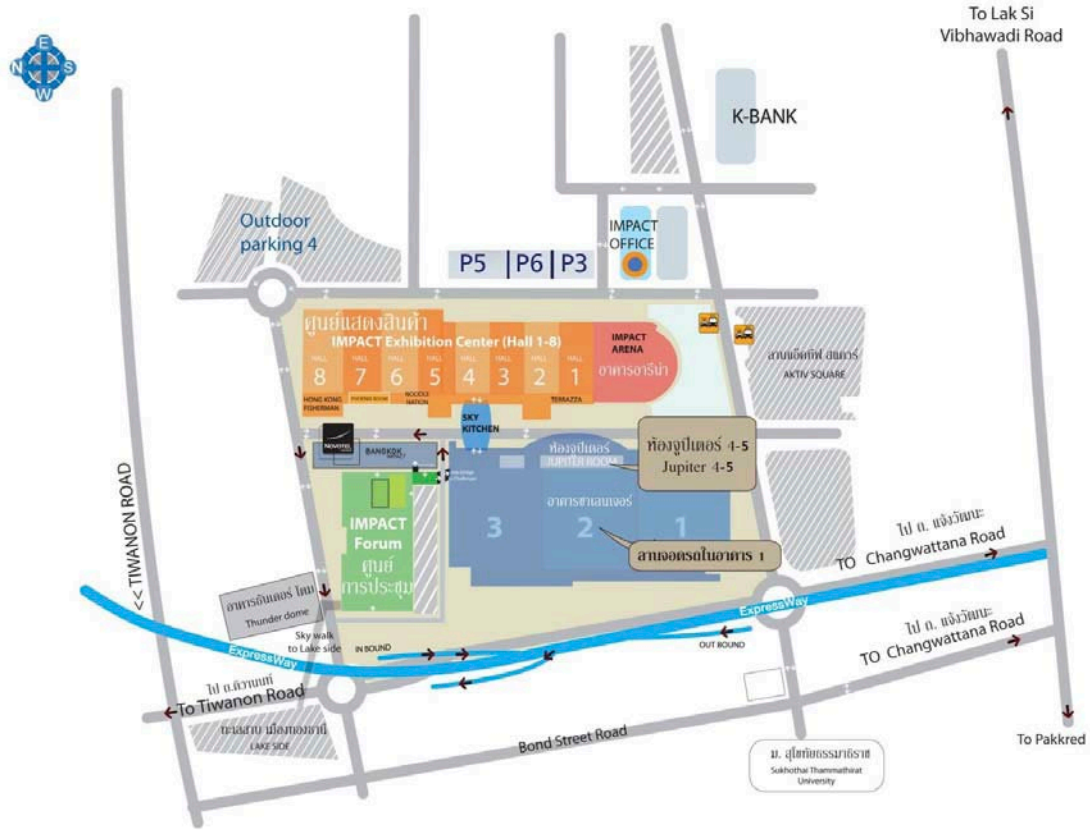 To Lak Si
Vibhawadi Road
E
N
S
W
K-BANK
Outdoor
parking 4
IMPACT
OFFICE
P5 | P6 | P3
ศูนย์แสดงสินค้า
IMPACT Exhibition Center (Hall 1-8)
HALL HALL HALL HALL HALL HALL HALL HALL
8 7 6 5 4 3 2 1
IMPACT
ARENA
อาคารอารีน่า
ลานแอ็คทีฟ สแควร์
AKTIV SQUARE
HONG KONG
FISHERMAN
PHOENIX ROOM
NOODLE
NATION
TERRAZZA
SKY
KITCHEN
NOVOTEL
BANGKOK
IMPACT
ห้องจูปิเตอร์
JUPITER ROOM
ห้องจูปิเตอร์ 4-5
Jupiter 4-5
IMPACT
Forum
ศูนย์
การประชุม
อาคารชาเลนเจอร์
3 2 1
ลานจอดรถในอาคาร 1
<< TIWANON ROAD
ไป ถ. แจ้งวัฒนะ
TO Changwattana Road
อาคารธันเดอร์ โดม
Thunder dome
Sky walk
to Lake side
IN BOUND
OUT BOUND
ExpressWay
ExpressWay
ไป ถ. แจ้งวัฒนะ
TO Changwattana Road
ไป ถ.ติวานนท์
To Tiwanon Road
ทะเลสาบ เมืองทองธานี
LAKE SIDE
Bond Street Road
ม. สุโขทัยธรรมาธิราช
Sukhothai Thammathirat
University
To Pakkred